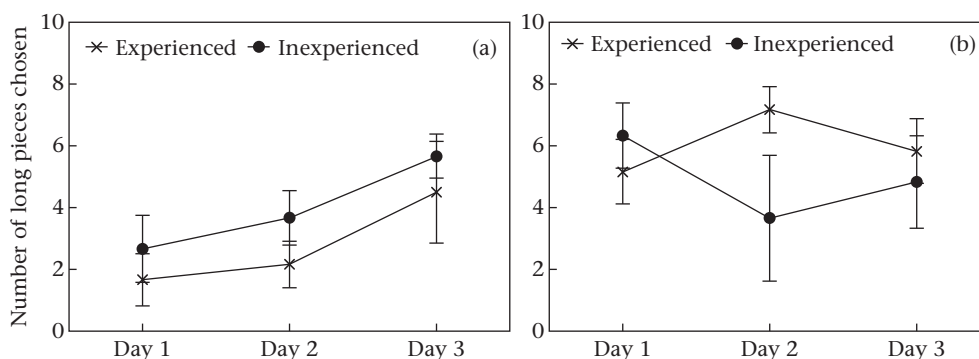 Number of long pieces chosen
10
8
6
4
2
0
Experienced Inexperienced (a)
Day 1 Day 2 Day 3
10
8
6
4
2
0
Experienced Inexperienced (b)
Day 1 Day 2 Day 3